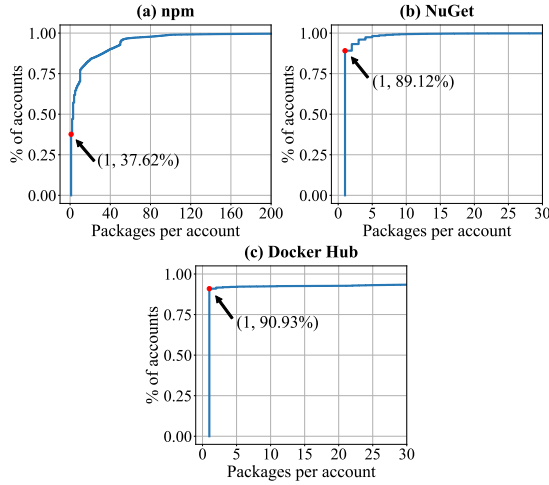 (a) npm
1.00
0.75
0.50
0.25
0.00
% of accounts
(1, 37.62%)
0 40 80 120 160 200
Packages per account
(b) NuGet
1.00
0.75
0.50
0.25
0.00
% of accounts
(1, 89.12%)
0 5 10 15 20 25 30
Packages per account
(c) Docker Hub
1.00
0.75
0.50
0.25
0.00
% of accounts
(1, 90.93%)
0 5 10 15 20 25 30
Packages per account